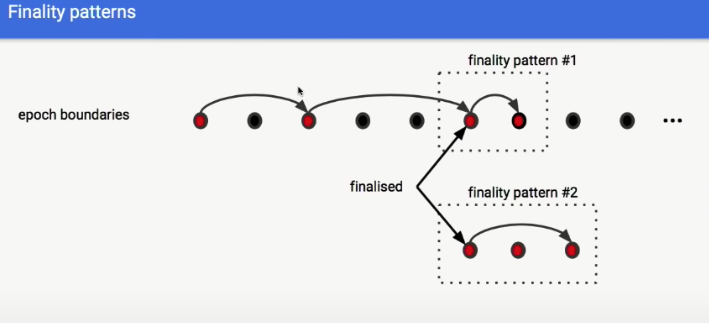 Finality patterns
finality pattern #1
epoch boundaries
...
finalised
finality pattern #2